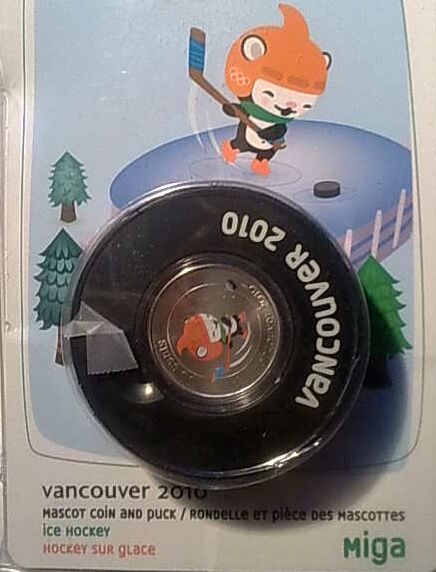 vancouver 2010
vancouver 2010
mascot coin and puck / rondelle et pièce des mascottes
ice hockey
hockey sur glace
miga